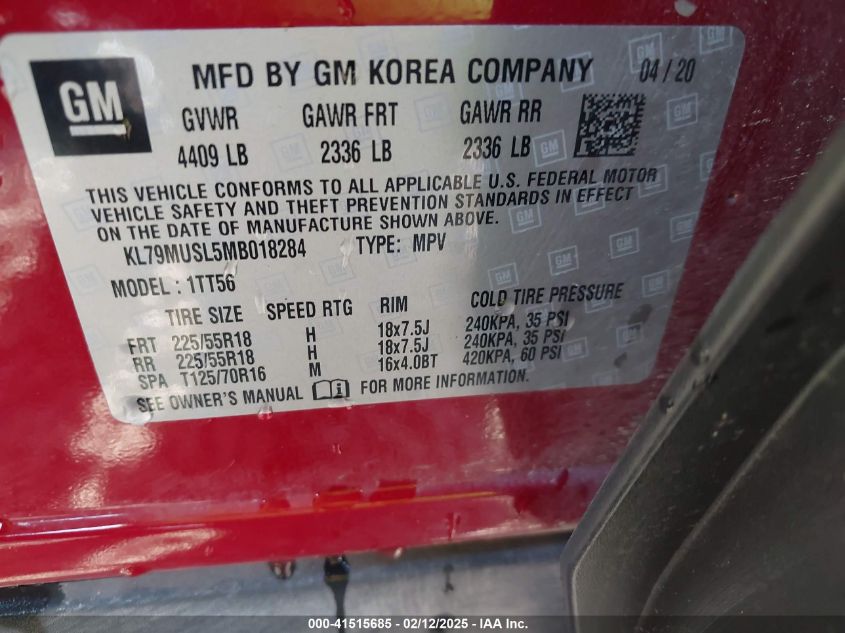 GM
MFD BY GM KOREA COMPANY 04 / 20
GVWR GAWR FRT GAWR RR
4409 LB 2336 LB 2336 LB
THIS VEHICLE CONFORMS TO ALL APPLICABLE U.S. FEDERAL MOTOR
VEHICLE SAFETY AND THEFT PREVENTION STANDARDS IN EFFECT
ON THE DATE OF MANUFACTURE SHOWN ABOVE.
KL79MUSL5MB018284 TYPE: MPV
MODEL : 1TT56
TIRE SIZE SPEED RTG RIM COLD TIRE PRESSURE
FRT 225/55R18 H 18x7.5J 240KPA, 35 PSI
RR 225/55R18 H 18x7.5J 240KPA, 35 PSI
SPA T125/70R16 M 16x4.0BT 420KPA, 60 PSI
SEE OWNER'S MANUAL FOR MORE INFORMATION.
000-41515685 - 02/12/2025 - IAA Inc.